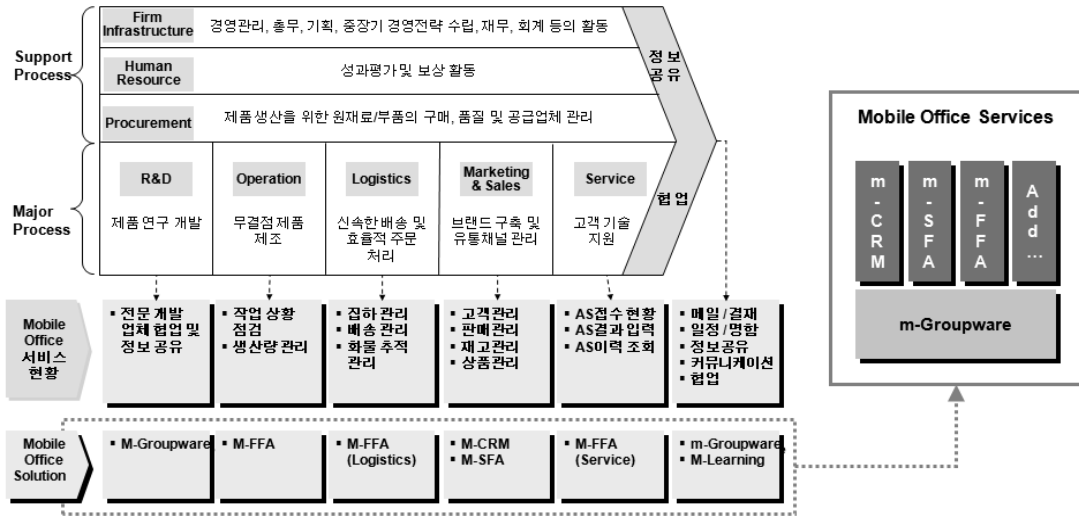 Support
Process
Firm
Infrastructure
경영관리, 총무, 기획, 중장기 경영전략 수립, 재무, 회계 등의 활동
Human
Resource
성과평가 및 보상 활동
Procurement
제품 생산을 위한 원재료/부품의 구매, 품질 및 공급업체 관리
정보
공유
Major
Process
R&D
제품 연구 개발
Operation
무결점 제품
제조
Logistics
신속한 배송 및
효율적 주문
처리
Marketing
& Sales
브랜드 구축 및
유통채널 관리
Service
고객 기술
지원
협업
Mobile
Office
서비스
현황
▪ 전문 개발
업체 협업 및
정보 공유
▪ 작업 상황
점검
▪ 생산량 관리
▪ 집하 관리
▪ 배송 관리
▪ 화물 추적
관리
▪ 고객관리
▪ 판매관리
▪ 재고관리
▪ 상품관리
▪ AS접수 현황
▪ AS결과 입력
▪ AS이력 조회
▪ 메일/결재
▪ 일정/명함
▪ 정보공유
▪ 커뮤니케이션
▪ 협업
Mobile
Office
Solution
▪ M-Groupware,
▪ M-FFA
▪ M-FFA
(Logistics)
▪ M-CRM
▪ M-SFA
▪ M-FFA
(Service)
▪ m-Groupware,
▪ M-Learning
Mobile Office Services
m-CRM
m-SFA
m-FFA
Add…
m-Groupware